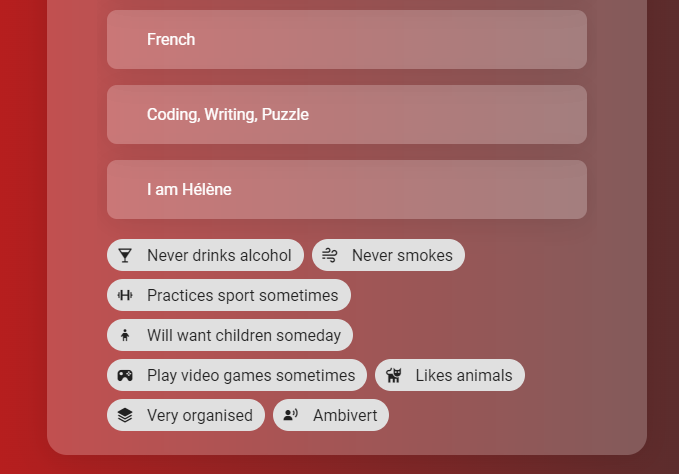 French
Coding, Writing, Puzzle
I am Hélène
Never drinks alcohol Never smokes
Practices sport sometimes
Will want children someday
Play video games sometimes Likes animals
Very organised Ambivert